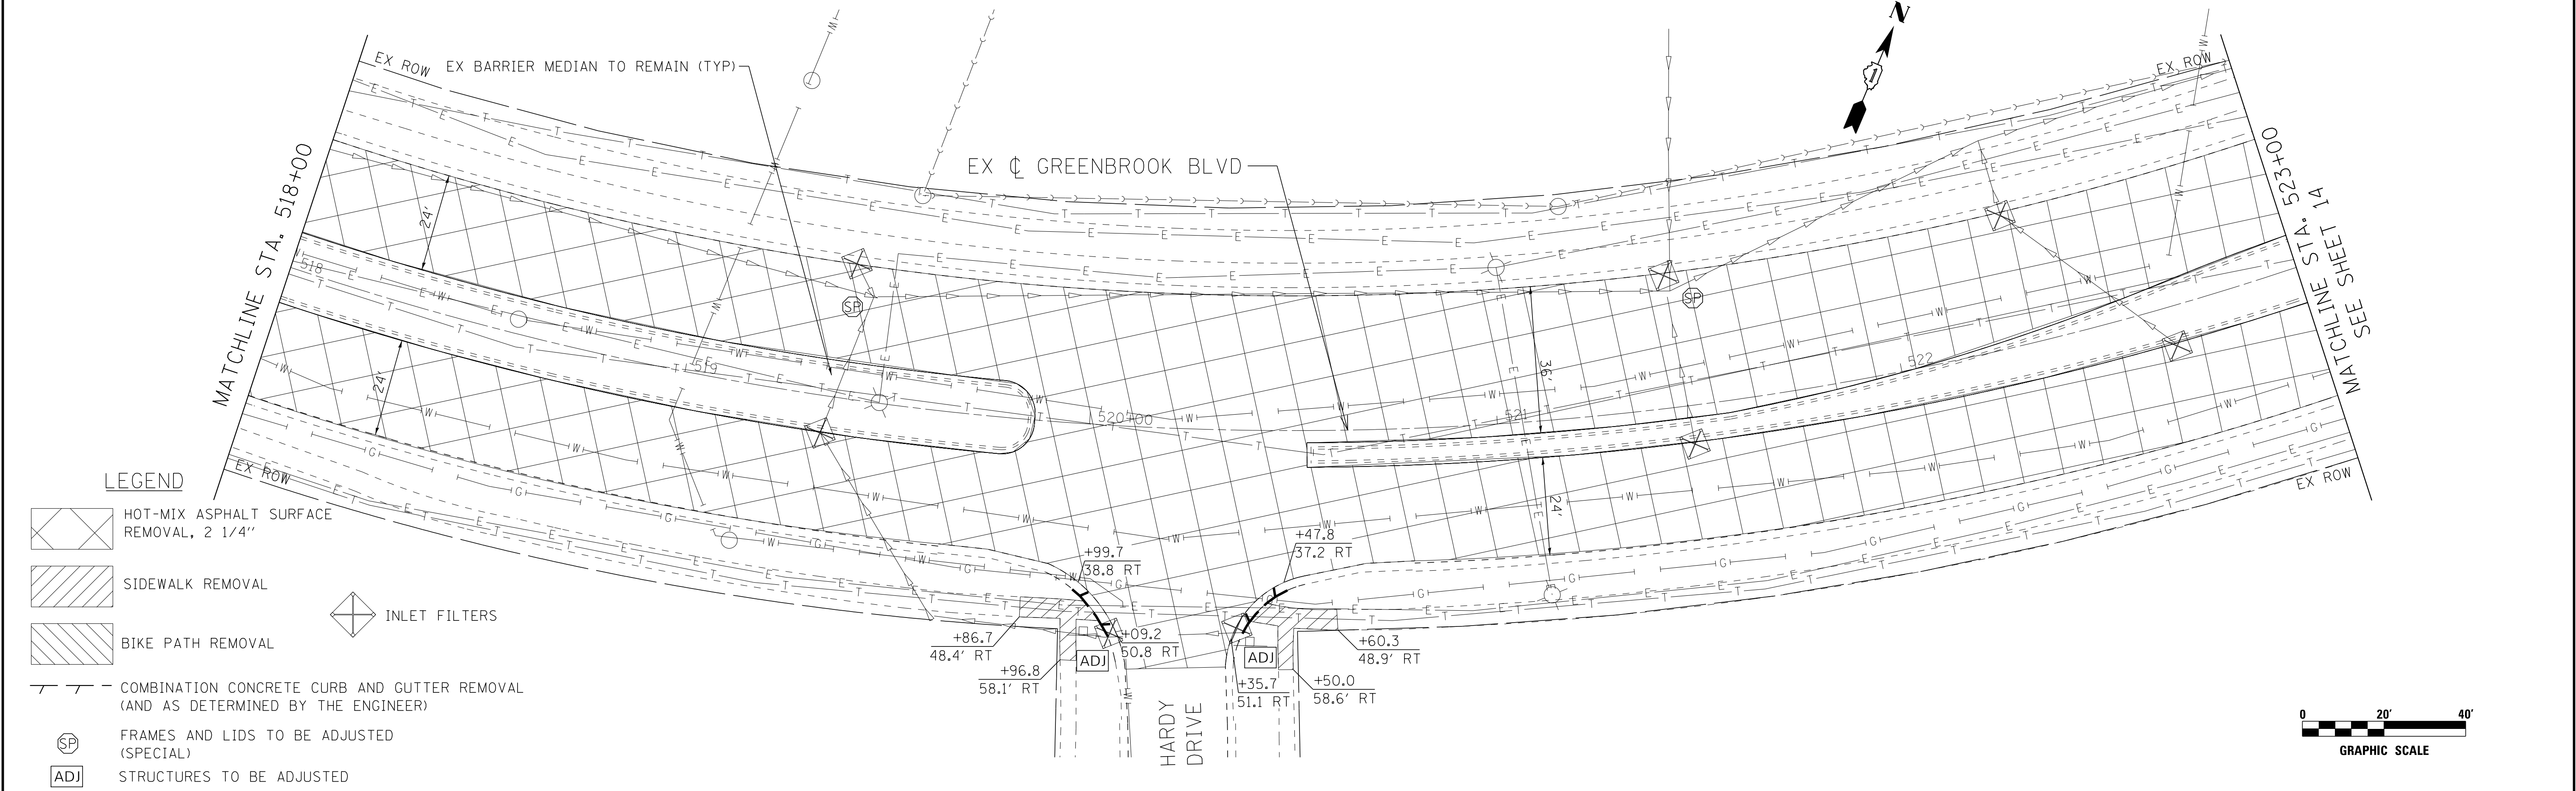 EX ROW
EX BARRIER MEDIAN TO REMAIN (TYP)
N
1
EX ROW
EX ℄ GREENBROOK BLVD
MATCHLINE STA. 518+00
MATCHLINE STA. 523+00
SEE SHEET 14
24'
24'
36'
24'
518
519
520+00
521
522
SP
SP
EX ROW
EX ROW
+99.7
38.8 RT
+47.8
37.2 RT
+86.7
48.4' RT
+09.2
50.8 RT
+96.8
58.1' RT
ADJ
ADJ
+60.3
48.9' RT
+35.7
51.1 RT
+50.0
58.6' RT
HARDY
DRIVE
LEGEND
HOT-MIX ASPHALT SURFACE
REMOVAL, 2 1/4"
SIDEWALK REMOVAL
INLET FILTERS
BIKE PATH REMOVAL
COMBINATION CONCRETE CURB AND GUTTER REMOVAL
(AND AS DETERMINED BY THE ENGINEER)
SP
FRAMES AND LIDS TO BE ADJUSTED
(SPECIAL)
ADJ
STRUCTURES TO BE ADJUSTED
0 20' 40'
GRAPHIC SCALE